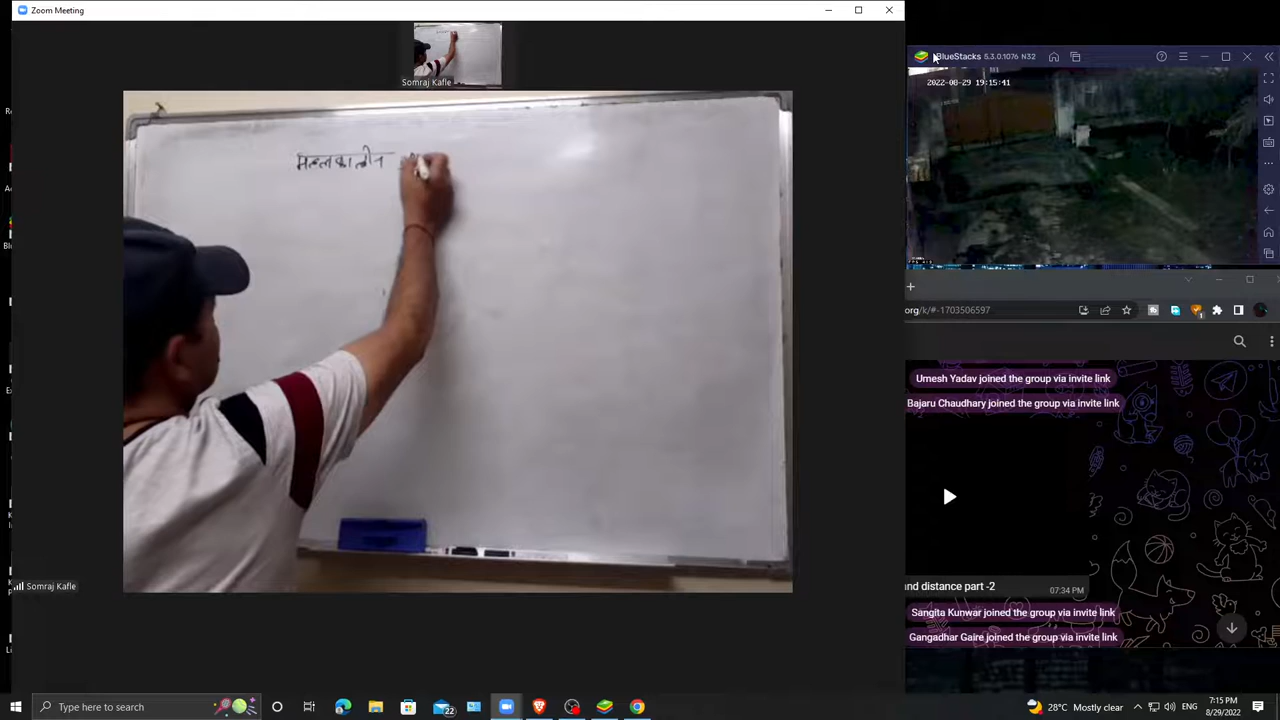 Zoom Meeting
Somraj Kafle
मल्लकालीन
Somraj Kafle
BlueStacks 5.3.0.1076 N32
2022-08-29 19:15:41
org/k/#-1703506597
Umesh Yadav joined the group via invite link
Bajaru Chaudhary joined the group via invite link
nd distance part -2
07:34 PM
Sangita Kunwar joined the group via invite link
Gangadhar Gaire joined the group via invite link
Type here to search
22
28°C Mostly clear
ENG
7:15 PM
8/29/2022